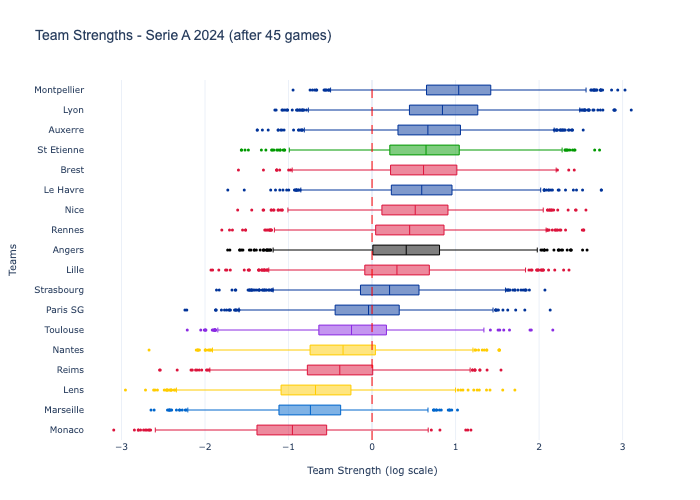 Team Strengths - Serie A 2024 (after 45 games)
Montpellier
Lyon
Auxerre
St Etienne
Brest
Le Havre
Nice
Rennes
Angers
Lille
Strasbourg
Paris SG
Toulouse
Nantes
Reims
Lens
Marseille
Monaco
Teams
−3 −2 −1 0 1 2 3
Team Strength (log scale)